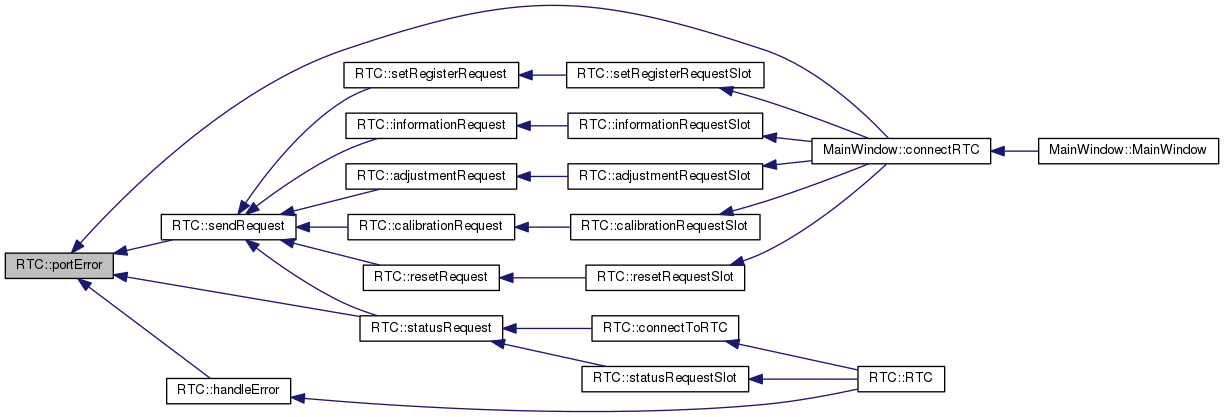 RTC::setRegisterRequest
RTC::setRegisterRequestSlot
RTC::informationRequest
RTC::informationRequestSlot
MainWindow::connectRTC
MainWindow::MainWindow
RTC::adjustmentRequest
RTC::adjustmentRequestSlot
RTC::sendRequest
RTC::calibrationRequest
RTC::calibrationRequestSlot
RTC::portError
RTC::resetRequest
RTC::resetRequestSlot
RTC::statusRequest
RTC::connectToRTC
RTC::statusRequestSlot
RTC::RTC
RTC::handleError